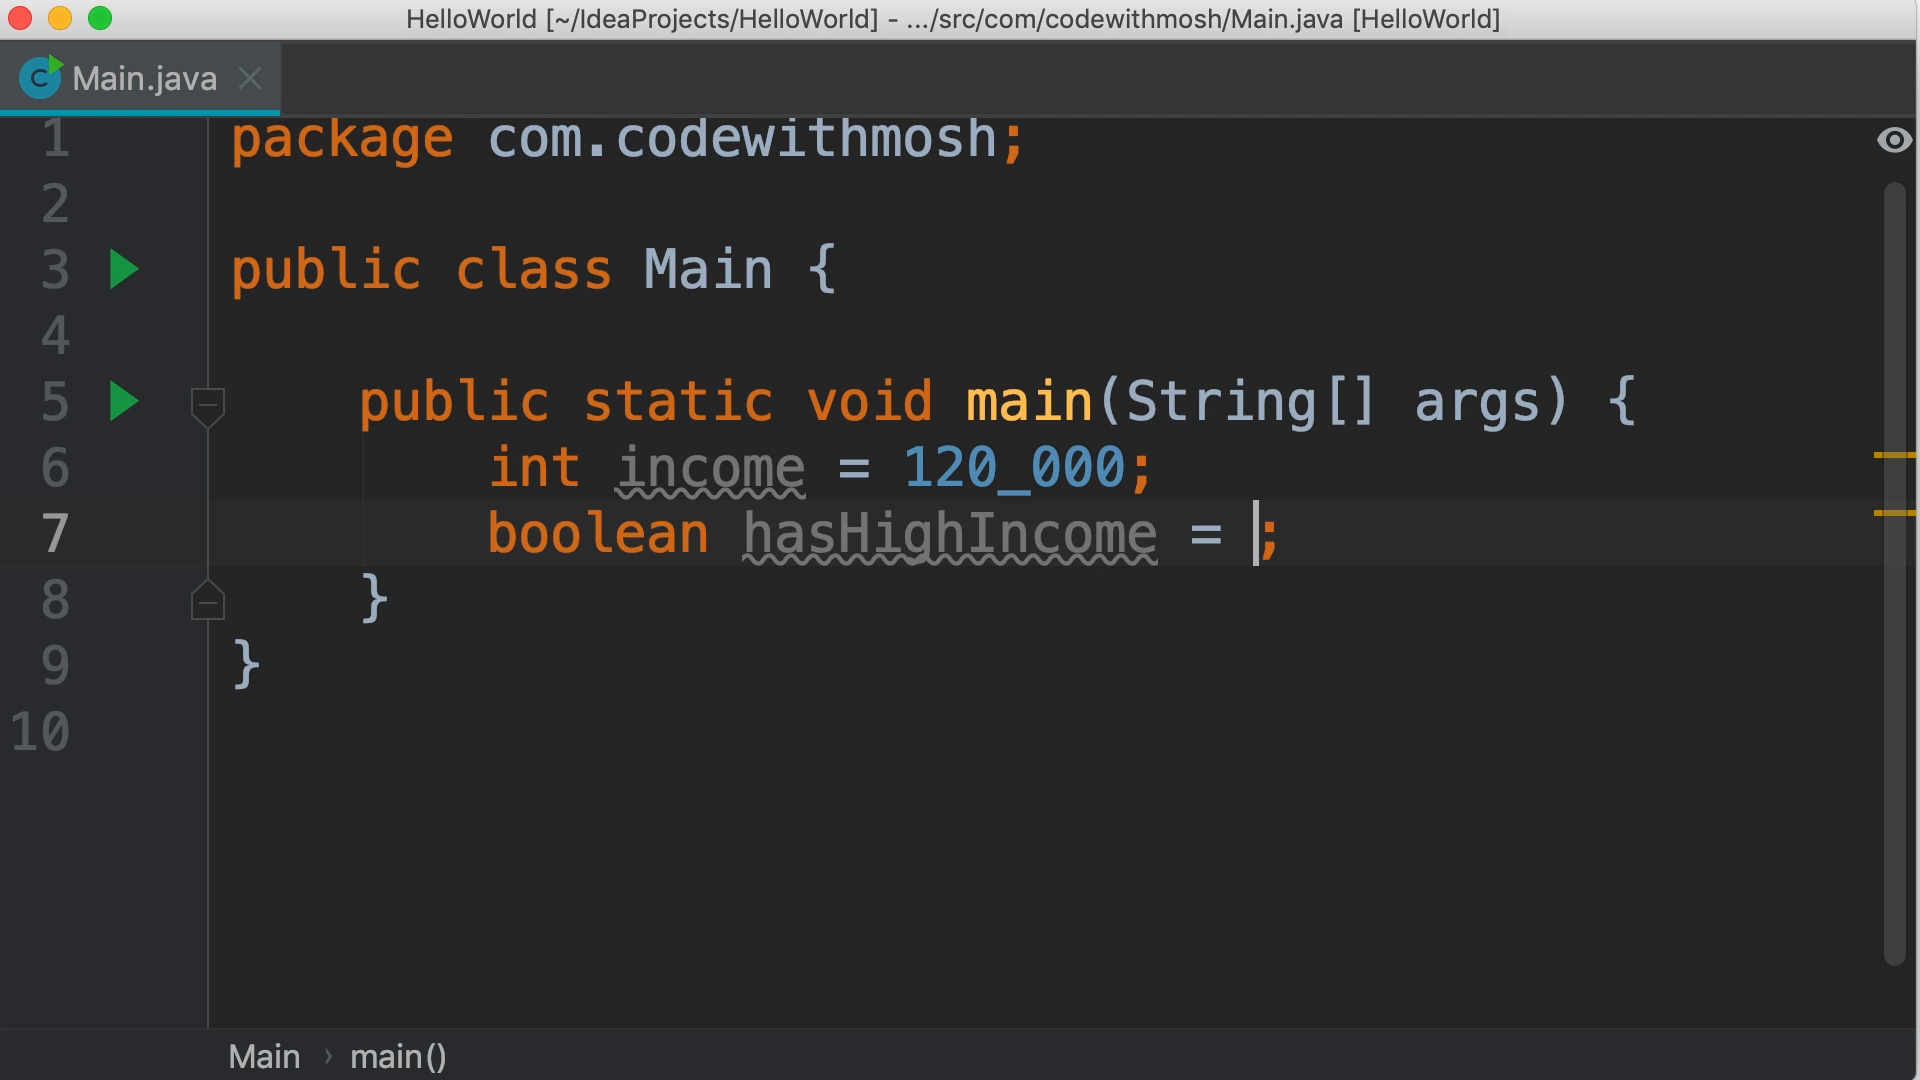 HelloWorld [~/IdeaProjects/HelloWorld] - .../src/com/codewithmosh/Main.java [HelloWorld]
C Main.java
1 package com.codewithmosh;
2
3 public class Main {
4
5 public static void main(String[] args) {
6 int income = 120_000;
7 boolean hasHighIncome = ;
8 }
9 }
10
Main › main()